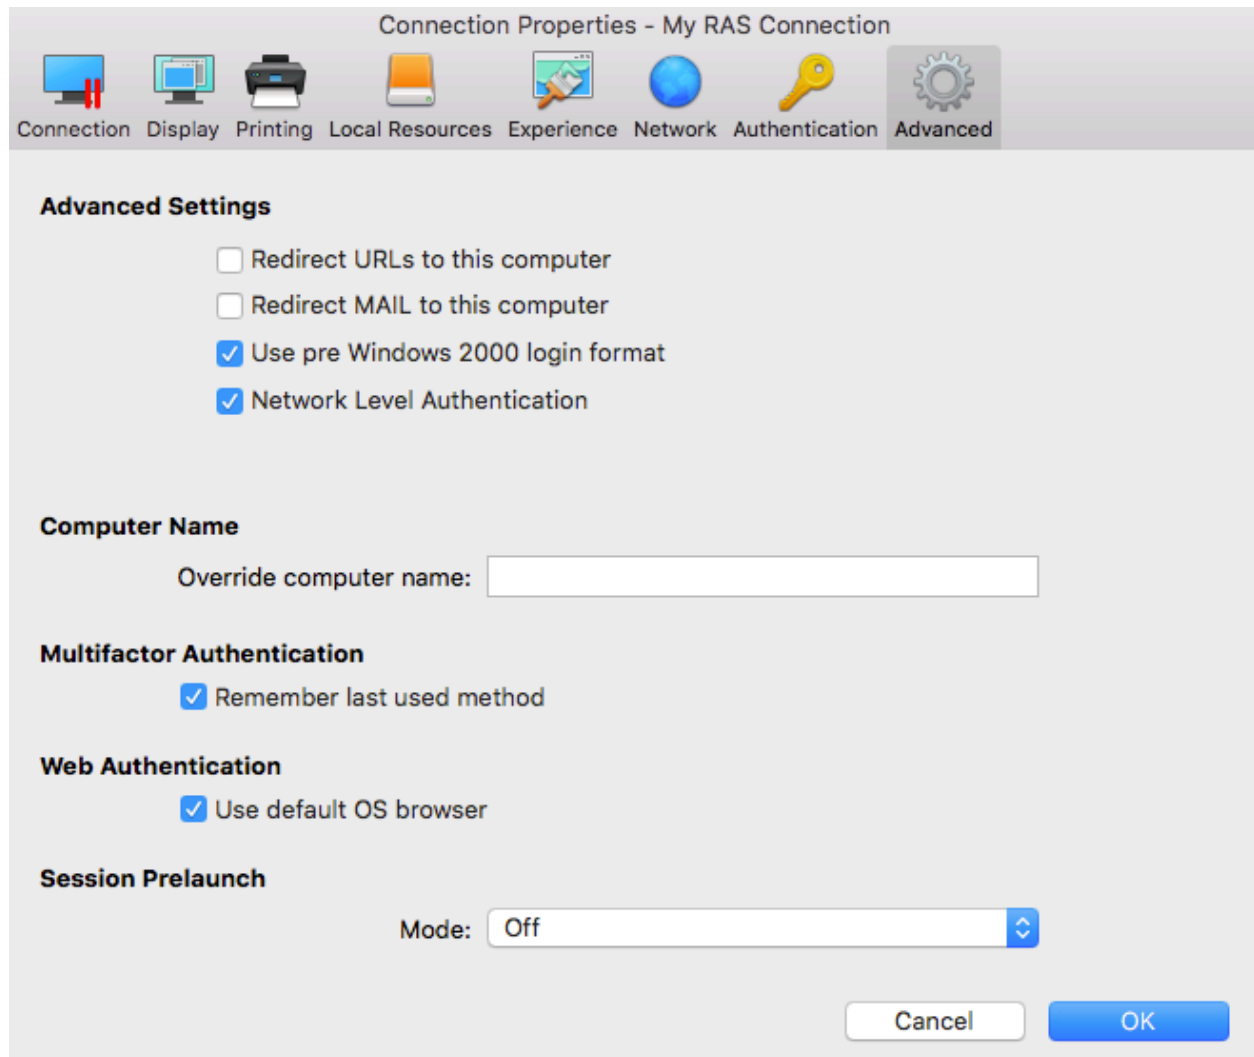 Connection Properties - My RAS Connection
Connection Display Printing Local Resources Experience Network Authentication Advanced
Advanced Settings
Redirect URLs to this computer
Redirect MAIL to this computer
Use pre Windows 2000 login format
Network Level Authentication
Computer Name
Override computer name:
Multifactor Authentication
Remember last used method
Web Authentication
Use default OS browser
Session Prelaunch
Mode: Off
Cancel OK